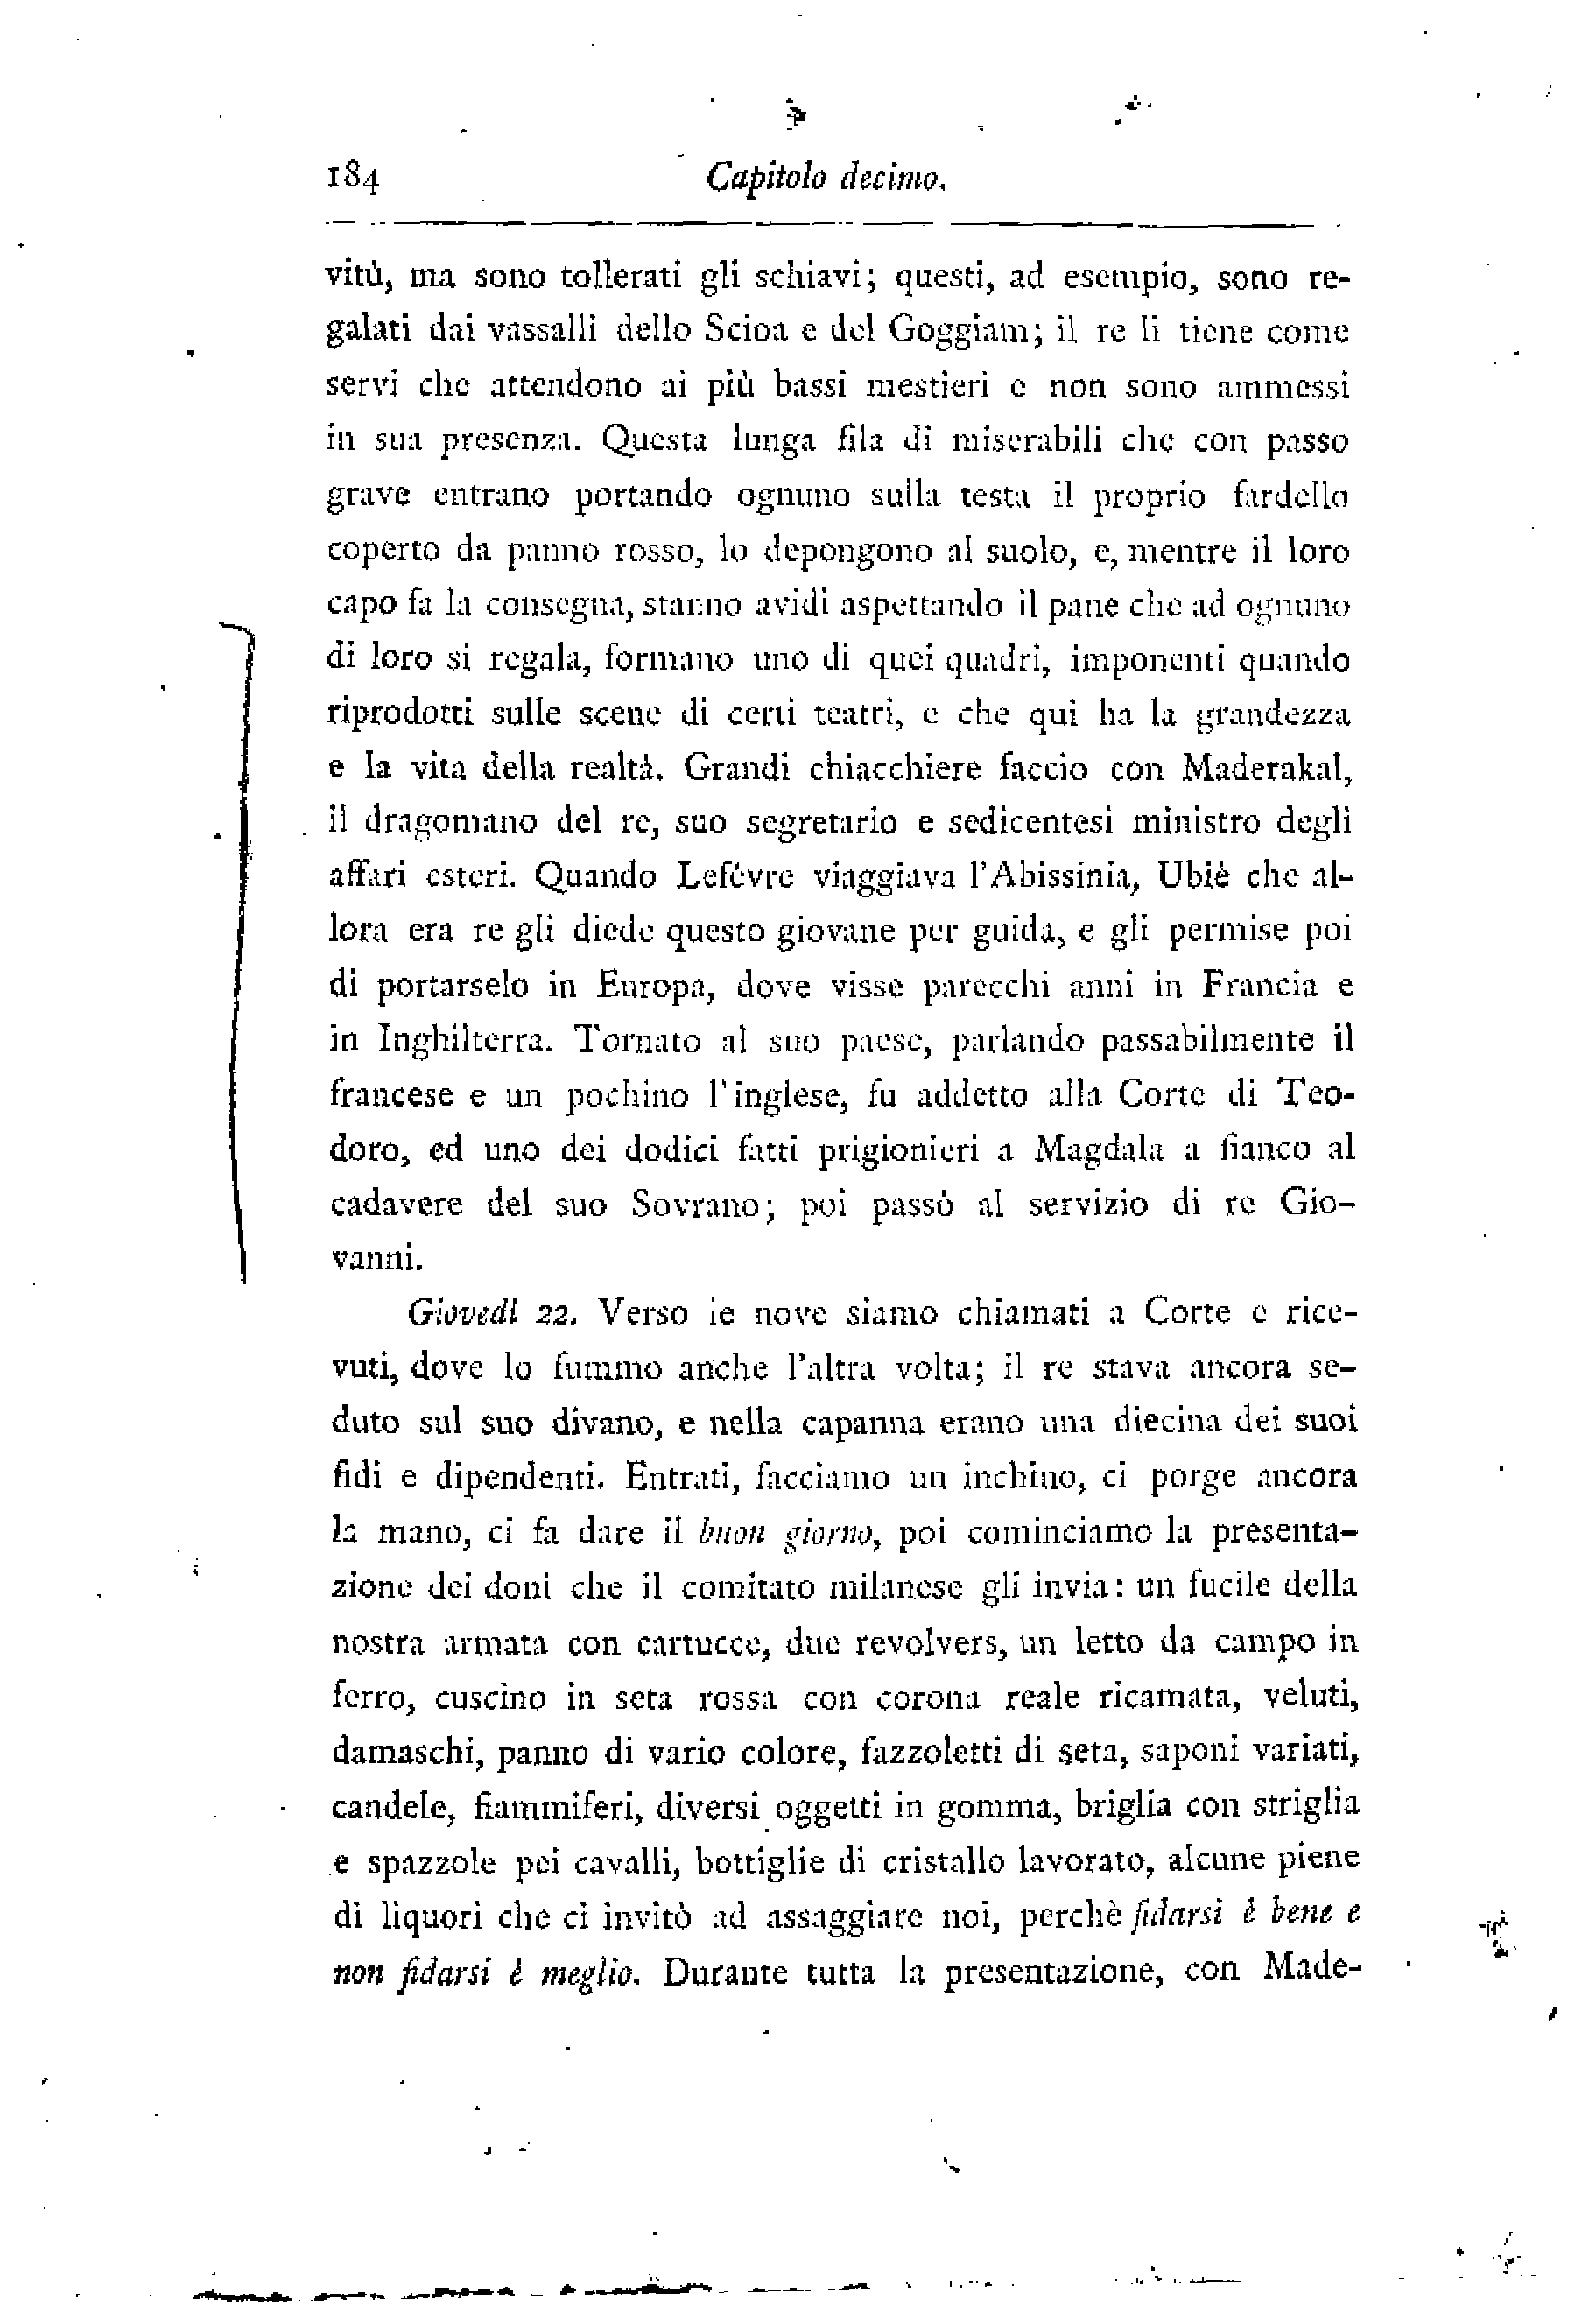 184
Capitolo decimo.
vitù, ma sono tollerati gli schiavi; questi, ad esempio, sono re-
galati dai vassalli dello Scioa e del Goggiam; il re li tiene come
servi che attendono ai più bassi mestieri e non sono ammessi
in sua presenza. Questa lunga fila di miserabili che con passo
grave entrano portando ognuno sulla testa il proprio fardello
coperto da panno rosso, lo depongono al suolo, e, mentre il loro
capo fa la consegna, stanno avidi aspettando il pane che ad ognuno
di loro si regala, formano uno di quei quadri, imponenti quando
riprodotti sulle scene di certi teatri, e che qui ha la grandezza
e la vita della realtà. Grandi chiacchiere faccio con Maderakal,
il dragomano del re, suo segretario e sedicentesi ministro degli
affari esteri. Quando Lefèvre viaggiava l'Abissinia, Ubiè che al-
lora era re gli diede questo giovane per guida, e gli permise poi
di portarselo in Europa, dove visse parecchi anni in Francia e
in Inghilterra. Tornato al suo paese, parlando passabilmente il
francese e un pochino l'inglese, fu addetto alla Corte di Teo-
doro, ed uno dei dodici fatti prigionieri a Magdala a fianco al
cadavere del suo Sovrano; poi passò al servizio di re Gio-
vanni.
Giovedì 22. Verso le nove siamo chiamati a Corte e rice-
vuti, dove lo fummo anche l'altra volta; il re stava ancora se-
duto sul suo divano, e nella capanna erano una diecina dei suoi
fidi e dipendenti. Entrati, facciamo un inchino, ci porge ancora
la mano, ci fa dare il buon giorno, poi cominciamo la presenta-
zione dei doni che il comitato milanese gli invia: un fucile della
nostra armata con cartucce, due revolvers, un letto da campo in
ferro, cuscino in seta rossa con corona reale ricamata, veluti,
damaschi, panno di vario colore, fazzoletti di seta, saponi variati,
candele, fiammiferi, diversi oggetti in gomma, briglia con striglia
e spazzole pei cavalli, bottiglie di cristallo lavorato, alcune piene
di liquori che ci invitò ad assaggiare noi, perchè fidarsi è bene e
non fidarsi è meglio. Durante tutta la presentazione, con Made-